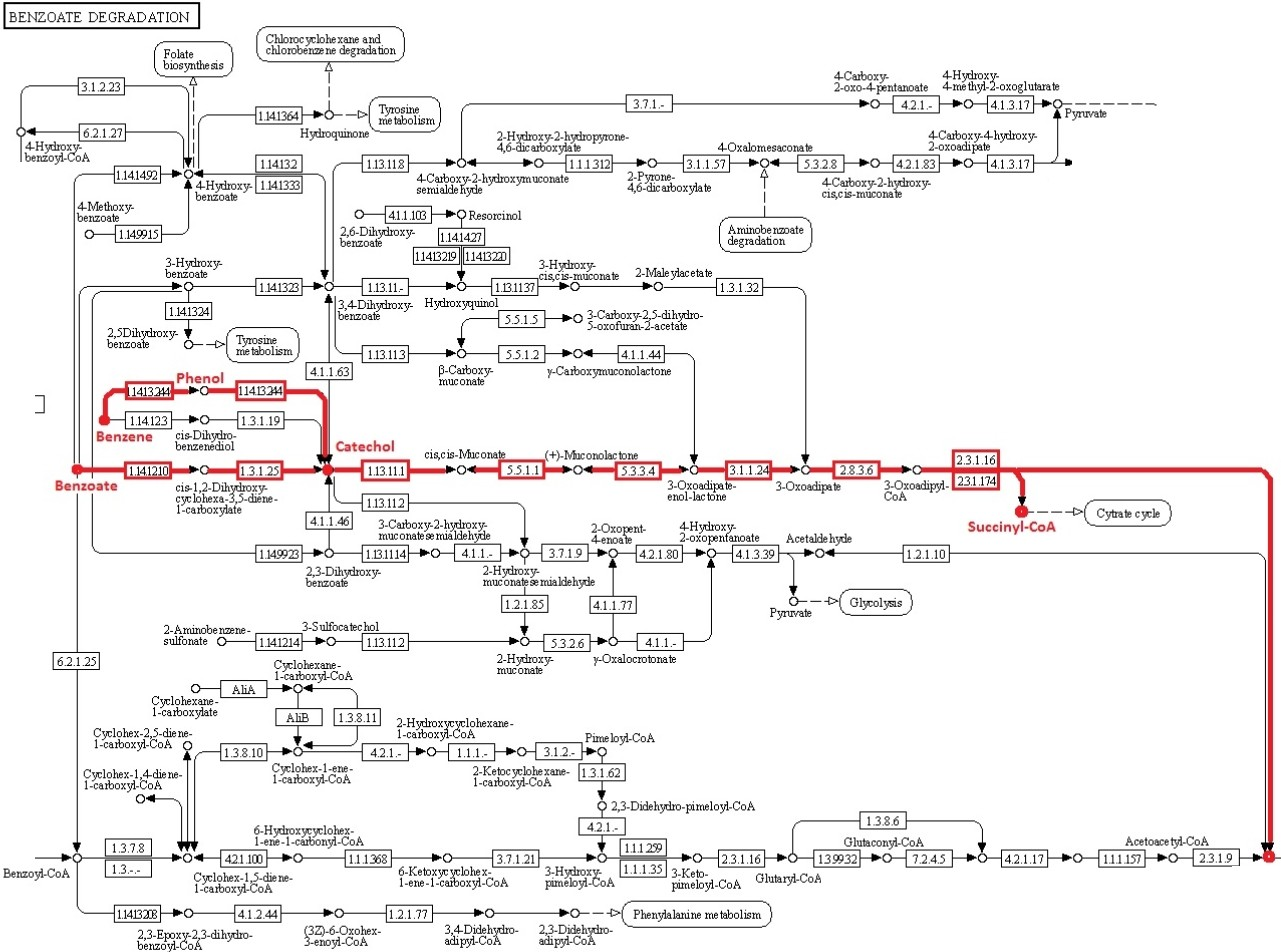 BENZOATE DEGRADATION
Folate
biosynthesis
Chlorocyclohexane and
chlorobenzene degradation
3.1.2.23
6.2.1.27
4-Hydroxy-
benzoyl-CoA
1.14.1364
Hydroquinone
Tyrosine
metabolism
3.7.1.-
4-Carboxy-
2-oxo-4-pentanoate
4.2.1.-
4-Hydroxy-
4-methyl-2-oxoglutarate
4.1.3.17
Pyruvate
1.14.14.92
4-Hydroxy-
benzoate
1.14.13.2
1.14.13.33
1.13.11.8
4-Carboxy-2-hydroxymuconate
semialdehyde
2-Hydroxy-2-hydropyrone-
4,6-dicarboxylate
1.1.1.312
2-Pyrone-
4,6-dicarboxylate
3.1.1.57
4-Oxalomesaconate
5.3.2.8
4-Carboxy-2-hydroxy-
cis,cis-muconate
4.2.1.83
4-Carboxy-4-hydroxy-
2-oxoadipate
4.1.3.17
4-Methoxy-
benzoate
1.14.99.15
2,6-Dihydroxy-
benzoate
4.1.1.103
Resorcinol
1.14.14.27
1.14.13.219
1.14.13.220
Aminobenzoate
degradation
3-Hydroxy-
benzoate
1.14.13.23
3,4-Dihydroxy-
benzoate
1.13.11.-
Hydroxyquinol
1.13.11.37
3-Hydroxy-
cis,cis-muconate
2-Maleylacetate
1.3.1.32
1.14.13.24
2,5Dihydroxy-
benzoate
Tyrosine
metabolism
5.5.1.5
3-Carboxy-2,5-dihydro-
5-oxofuran-2-acetate
1.13.11.3
β-Carboxy-
muconate
5.5.1.2
γ-Carboxymuconolactone
4.1.1.44
4.1.1.63
Phenol
1.14.13.244
1.14.13.244
Benzene
1.14.12.3
cis-Dihydro-
benzenediol
1.3.1.19
Catechol
Benzoate
1.14.12.10
cis-1,2-Dihydroxy-
cyclohexa-3,5-diene-
1-carboxylate
1.3.1.25
1.13.11.1
cis,cis-Muconate
5.5.1.1
(+)-Muconolactone
5.3.3.4
3-Oxoadipate-
enol-lactone
3.1.1.24
3-Oxoadipate
2.8.3.6
3-Oxoadipyl-
CoA
2.3.1.16
2.3.1.174
Succinyl-CoA
Cytrate cycle
1.13.11.2
4.1.1.46
1.14.99.23
2,3-Dihydroxy-
benzoate
1.13.11.14
3-Carboxy-2-hydroxy-
muconatesemialdehyde
4.1.1.-
2-Hydroxy-
muconatesemialdehyde
3.7.1.9
2-Oxopent-
4-enoate
4.2.1.80
4-Hydroxy-
2-oxopentanoate
4.1.3.39
Acetaldehyde
1.2.1.10
Pyruvate
Glycolysis
1.2.1.85
4.1.1.77
2-Aminobenzene-
sulfonate
1.14.12.14
3-Sulfocatechol
1.13.11.2
2-Hydroxy-
muconate
5.3.2.6
γ-Oxalocrotonate
4.1.1.-
6.2.1.25
Cyclohexane-
1-carboxylate
AliA
Cyclohexane-
1-carboxyl-CoA
AliB
1.3.8.11
Cyclohex-2,5-diene-
1-carboxyl-CoA
Cyclohex-1,4-diene-
1-carboxyl-CoA
1.3.8.10
Cyclohex-1-ene-
1-carboxyl-CoA
4.2.1.-
2-Hydroxycyclohexane-
1-carboxyl-CoA
1.1.1.-
2-Ketocyclohexane-
1-carboxyl-CoA
3.1.2.-
Pimeloyl-CoA
1.3.1.62
2,3-Didehydro-pimeloyl-CoA
4.2.1.-
Benzoyl-CoA
1.3.7.8
1.3.-.-
Cyclohex-1,5-diene-
1-carboxyl-CoA
4.2.1.100
6-Hydroxycyclohex-
1-ene-1-carbonyl-CoA
1.1.1.368
6-Ketoxycyclohex-
1-ene-1-carboxyl-CoA
3.7.1.21
3-Hydroxy-
pimeloyl-CoA
1.1.1.259
1.1.1.35
3-Keto-
pimeloyl-CoA
2.3.1.16
Glutaryl-CoA
1.3.8.6
1.3.99.32
Glutaconyl-CoA
7.2.4.5
4.2.1.17
1.1.1.157
Acetoacetyl-CoA
2.3.1.9
1.14.13.208
2,3-Epoxy-2,3-dihydro-
benzoyl-CoA
4.1.2.44
(3Z)-6-Oxohex-
3-enoyl-CoA
1.2.1.77
3,4-Didehydro-
adipyl-CoA
2,3-Didehydro-
adipyl-CoA
Phenylalanine metabolism